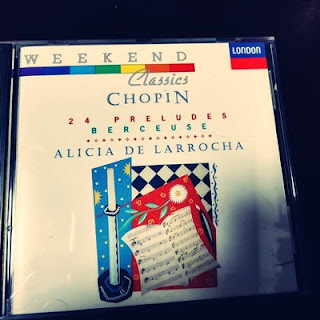 WEEKEND
LONDON
Classics
CHOPIN
24 PRELUDES
BERCEUSE
ALICIA DE LARROCHA